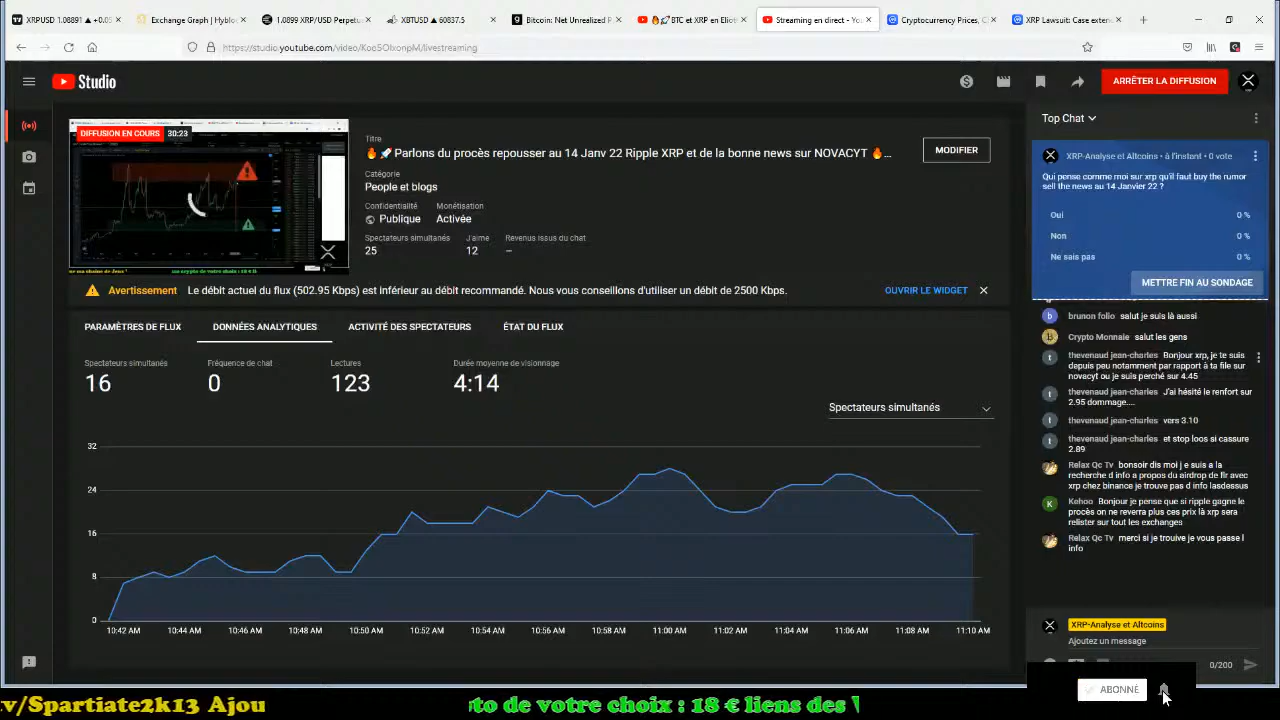 XRPUSD 1.08891 ▲ +0.0
Exchange Graph | Hybloc
1.0899 XRP/USD Perpetu
XBTUSD ▲ 60837.5
Bitcoin: Net Unrealized P
🔥🚀BTC et XRP en Eliot
Streaming en direct - You
Cryptocurrency Prices, C
XRP Lawsuit: Case exten
studio.youtube.com
Studio
ARRÊTER LA DIFFUSION
DIFFUSION EN COURS 30:23
Titre
🔥🚀Parlons du procès repousser au 14 Janv 22 Ripple XRP et de la bonne news sur NOVACYT 🔥...
MODIFIER
Catégorie
People et blogs
Confidentialité Monétisation
Publique Activée
Spectateurs simultanés J'aime Revenus issus du chat
25 12 –
Avertissement Le débit actuel du flux (502.95 Kbps) est inférieur au débit recommandé. Nous vous conseillons d'utiliser un débit de 2500 Kbps.
OUVRIR LE WIDGET
PARAMÈTRES DE FLUX DONNÉES ANALYTIQUES ACTIVITÉ DES SPECTATEURS ÉTAT DU FLUX
Spectateurs simultanés Fréquence de chat Lectures Durée moyenne de visionnage
16 0 123 4:14
Spectateurs simultanés
32
24
16
8
0
10:42 AM 10:44 AM 10:46 AM 10:48 AM 10:50 AM 10:52 AM 10:54 AM 10:56 AM 10:58 AM 11:00 AM 11:02 AM 11:04 AM 11:06 AM 11:08 AM 11:10 AM
Top Chat
XRP-Analyse et Altcoins • à l'instant • 0 vote
Qui pense comme moi sur xrp qu'il faut buy the rumor
sell the news au 14 Janvier 22 ?
Oui 0 %
Non 0 %
Ne sais pas 0 %
METTRE FIN AU SONDAGE
brunon folio salut je suis là aussi
Crypto Monnaie salut les gens
thevenaud jean-charles Bonjour xrp, je te suis
depuis peu notamment par rapport à ta file sur
novacyt ou je suis perché sur 4.45
thevenaud jean-charles J'ai hésité le renfort sur
2.95 dommage....
thevenaud jean-charles vers 3.10
thevenaud jean-charles et stop loos si cassure
2.89
Relax Qc Tv bonsoir dis moi j e suis a la
recherche d info a propos du airdrop de flr avec
xrp chez binance je trouve pas d info lasdessus
Kehoo Bonjour je pense que si ripple gagne le
procès on ne reverra plus ces prix là xrp sera
relister sur tout les exchanges
Relax Qc Tv merci si je trouive je vous passe l
info
XRP-Analyse et Altcoins
Ajoutez un message
0/200
ABONNÉ
v/Spartiate2k13 Ajou
to de votre choix : 18 € liens des V